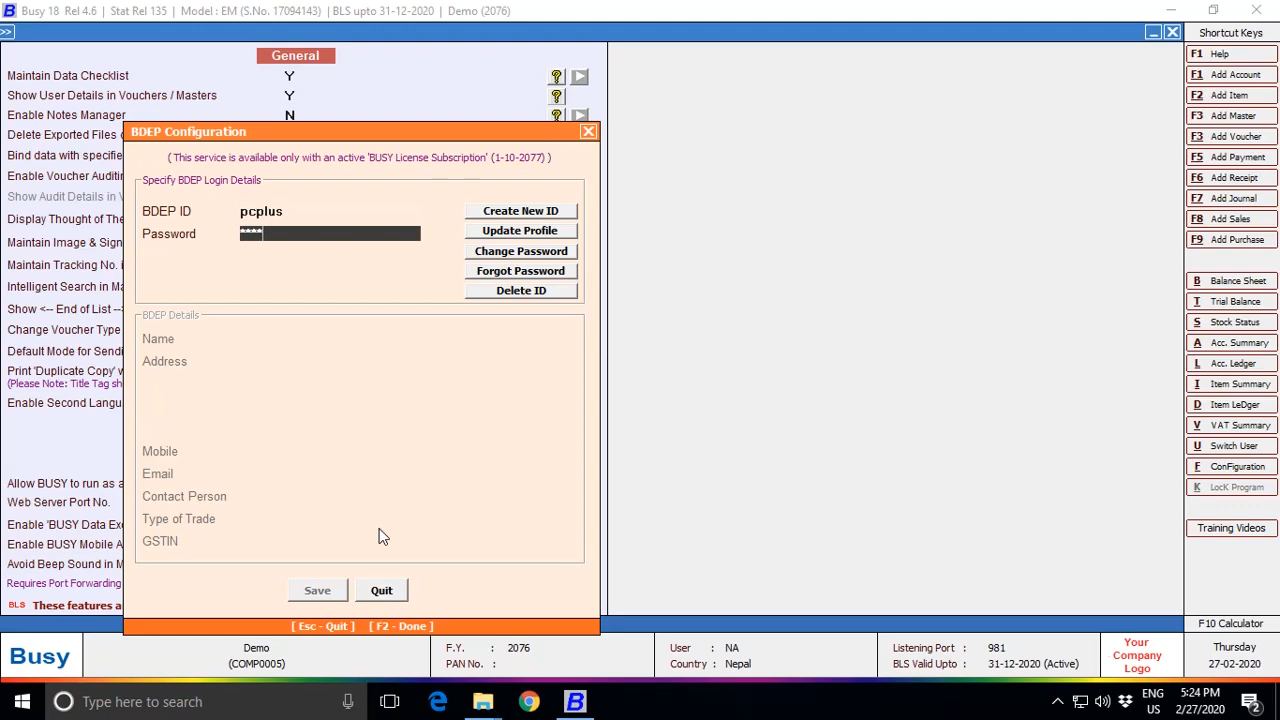 Busy 18 Rel 4.6 | Stat Rel 135 | Model : EM (S.No. 17094143) | BLS upto 31-12-2020 | Demo (2076)
>>
Shortcut Keys
General
Maintain Data Checklist Y
Show User Details in Vouchers / Masters Y
Enable Notes Manager N
Delete Exported Files
Bind data with specifie
Enable Voucher Auditin
Show Audit Details in V
Display Thought of The
Maintain Image & Sign
Maintain Tracking No. i
Intelligent Search in Ma
Show <-- End of List --
Change Voucher Type
Default Mode for Sendi
Print 'Duplicate Copy' w
(Please Note: Title Tag sh
Enable Second Langu
Allow BUSY to run as a
Web Server Port No.
Enable 'BUSY Data Ex
Enable BUSY Mobile A
Avoid Beep Sound in M
Requires Port Forwarding
BLS These features a
BDEP Configuration
( This service is available only with an active 'BUSY License Subscription' (1-10-2077) )
Specify BDEP Login Details
BDEP ID pcplus
Password ****
Create New ID
Update Profile
Change Password
Forgot Password
Delete ID
BDEP Details
Name
Address
Mobile
Email
Contact Person
Type of Trade
GSTIN
Save Quit
[ Esc - Quit ] [ F2 - Done ]
F1 Help
F1 Add Account
F2 Add Item
F3 Add Master
F3 Add Voucher
F5 Add Payment
F6 Add Receipt
F7 Add Journal
F8 Add Sales
F9 Add Purchase
B Balance Sheet
T Trial Balance
S Stock Status
A Acc. Summary
L Acc. Ledger
I Item Summary
D Item LeDger
V VAT Summary
U Switch User
F ConFiguration
K LocK Program
Training Videos
F10 Calculator
Busy
Demo
(COMP0005)
F.Y. : 2076
PAN No. :
User : NA
Country : Nepal
Listening Port : 981
BLS Valid Upto : 31-12-2020 (Active)
Your
Company
Logo
Thursday
27-02-2020
Type here to search
ENG
US
5:24 PM
2/27/2020
2